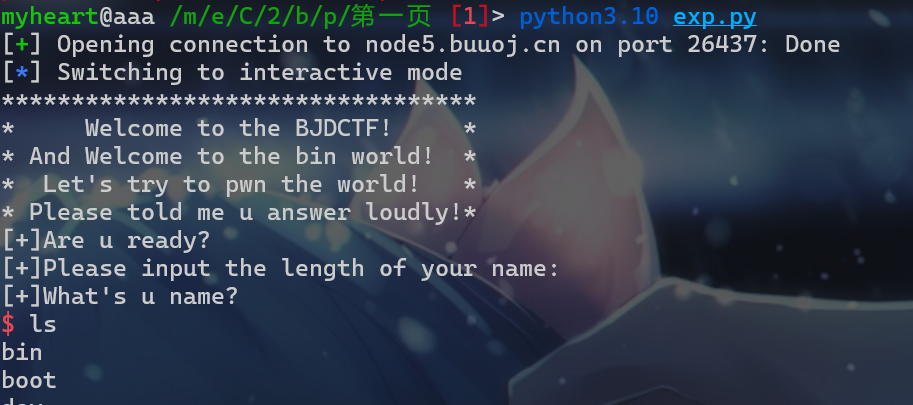 myheart@aaa /m/e/C/2/b/p/第一页 [1]> python3.10 exp.py
[+] Opening connection to node5.buuoj.cn on port 26437: Done
[*] Switching to interactive mode
**********************************
*     Welcome to the BJDCTF!     *
* And Welcome to the bin world!  *
*  Let's try to pwn the world!   *
* Please told me u answer loudly!*
[+]Are u ready?
[+]Please input the length of your name:
[+]What's u name?
$ ls
bin
boot